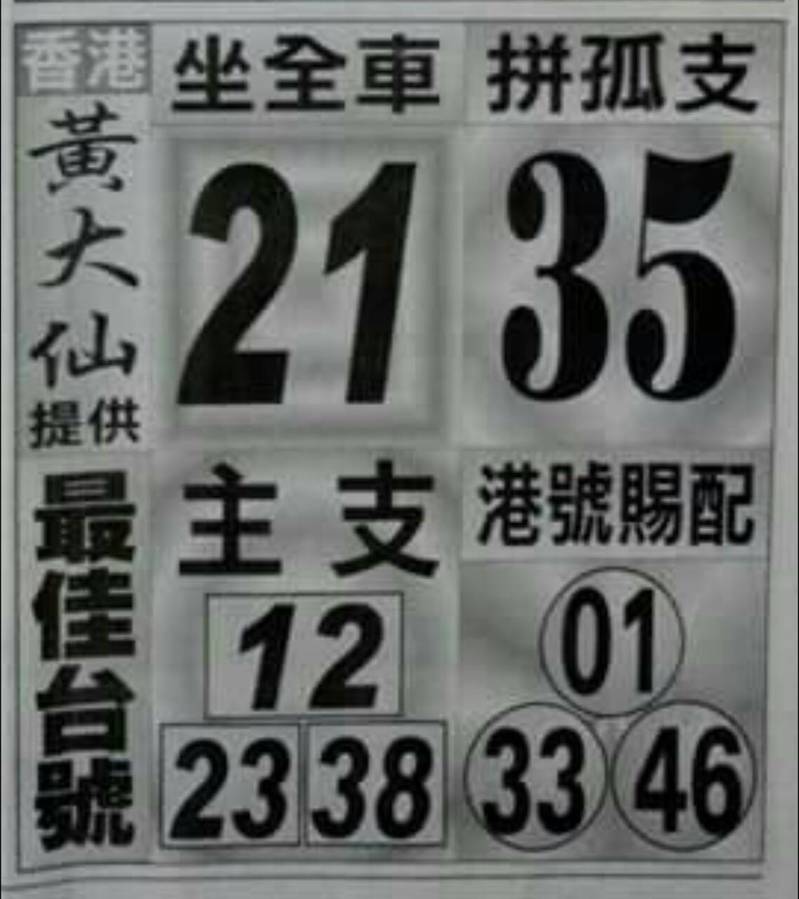 香港
黃大仙
提供
最佳台號
坐全車
21
拼孤支
35
主支
12
23 38
港號賜配
01
33 46